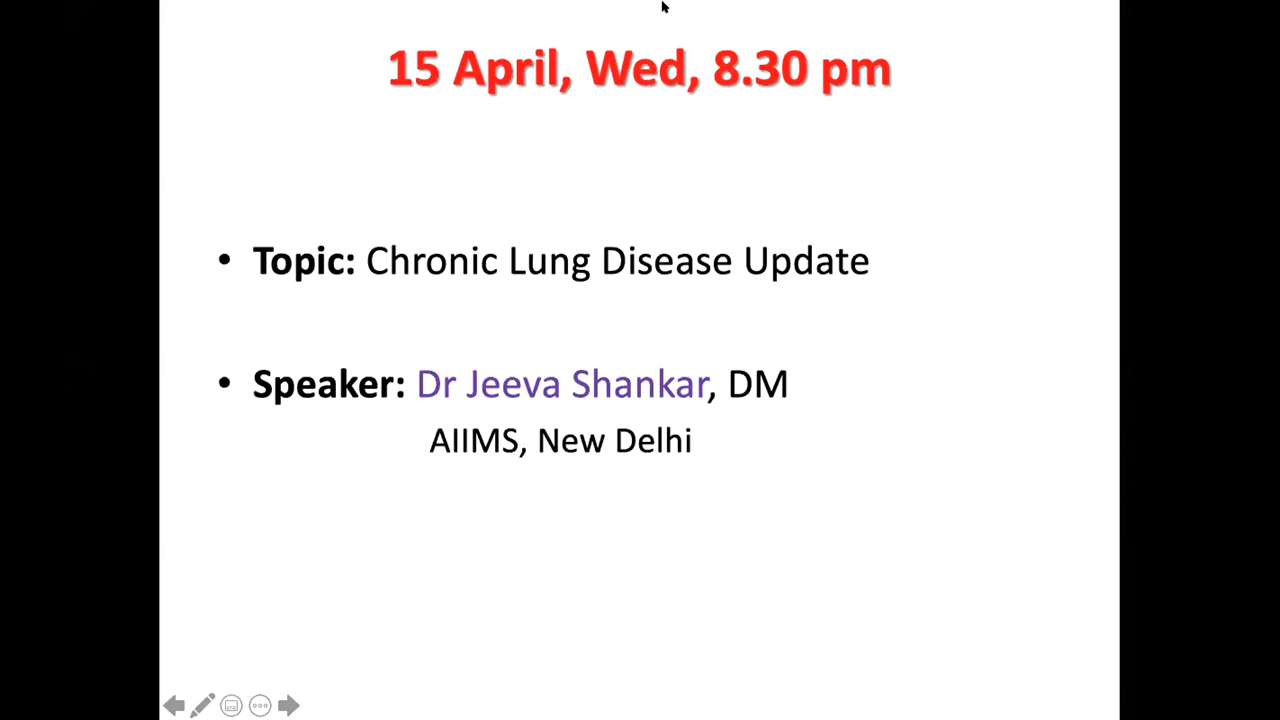 15 April, Wed, 8.30 pm
• Topic: Chronic Lung Disease Update
• Speaker: Dr Jeeva Shankar, DM
AIIMS, New Delhi